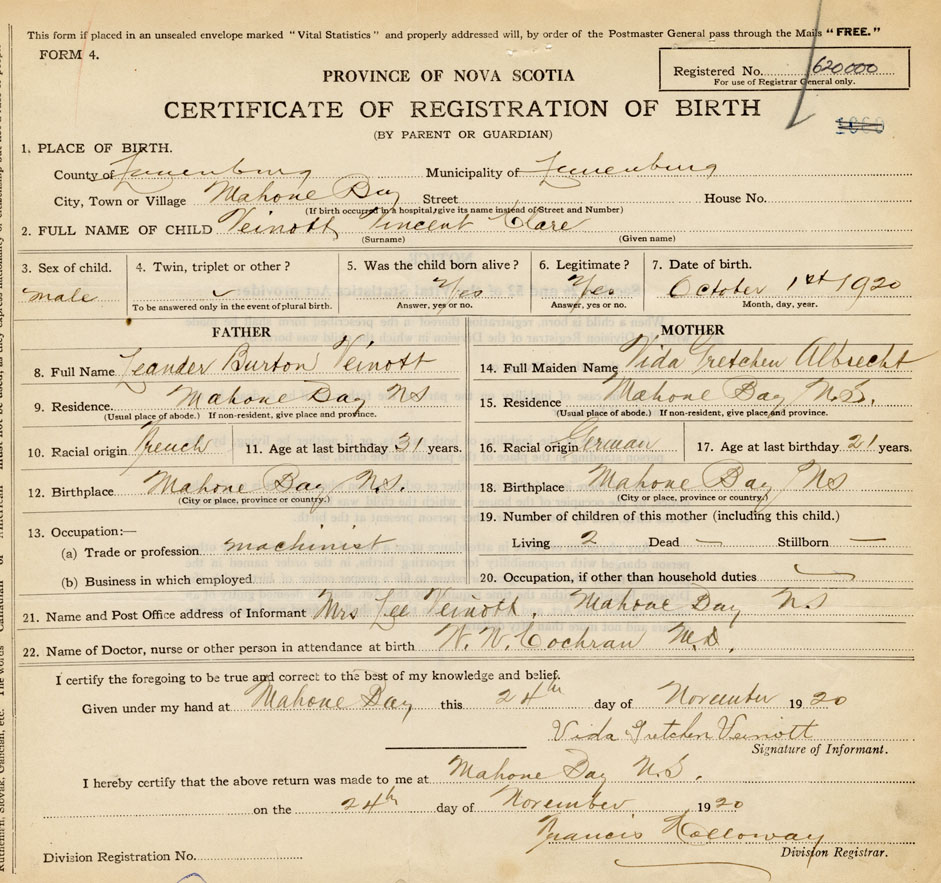 This form if placed in an unsealed envelope marked "Vital Statistics" and properly addressed will, by order of the Postmaster General pass through the Mails "FREE."
FORM 4.
Registered No. 620000
For use of Registrar General only.
PROVINCE OF NOVA SCOTIA
CERTIFICATE OF REGISTRATION OF BIRTH
(BY PARENT OR GUARDIAN)
1. PLACE OF BIRTH.
County of Lunenburg Municipality of Lunenburg
City, Town or Village Mahone Bay Street House No.
(If birth occurred in a hospital, give its name instead of Street and Number)
2. FULL NAME OF CHILD Veinott Vincent Clare
(Surname) (Given name)
3. Sex of child. 4. Twin, triplet or other? 5. Was the child born alive? 6. Legitimate? 7. Date of birth.
male Yes Yes October 1st 1920
To be answered only in the event of plural birth. Answer, yes or no. Answer, yes or no. Month, day, year.
FATHER MOTHER
8. Full Name Leander Burton Veinott 14. Full Maiden Name Vida Gretchen Albrecht
9. Residence. Mahone Bay NS 15. Residence Mahone Bay N.S.
(Usual place of abode.) If non-resident, give place and province. (Usual place of abode.) If non-resident, give place and province.
10. Racial origin French 11. Age at last birthday 31 years. 16. Racial origin German 17. Age at last birthday 21 years.
12. Birthplace Mahone Bay N.S. 18. Birthplace Mahone Bay NS
(City or place, province or country.) (City or place, province or country.)
13. Occupation:— 19. Number of children of this mother (including this child.)
(a) Trade or profession machinist Living 2 Dead — Stillborn —
(b) Business in which employed 20. Occupation, if other than household duties
21. Name and Post Office address of Informant Mrs Lee Veinott, Mahone Bay NS
22. Name of Doctor, nurse or other person in attendance at birth W. N. Cochran M.D.
I certify the foregoing to be true and correct to the best of my knowledge and belief.
Given under my hand at Mahone Bay this 24th day of November 1920
Vida Gretchen Veinott
Signature of Informant.
I hereby certify that the above return was made to me at Mahone Bay N.S.
on the 24th day of November 1920
Francis Holloway
Division Registrar.
Division Registration No.